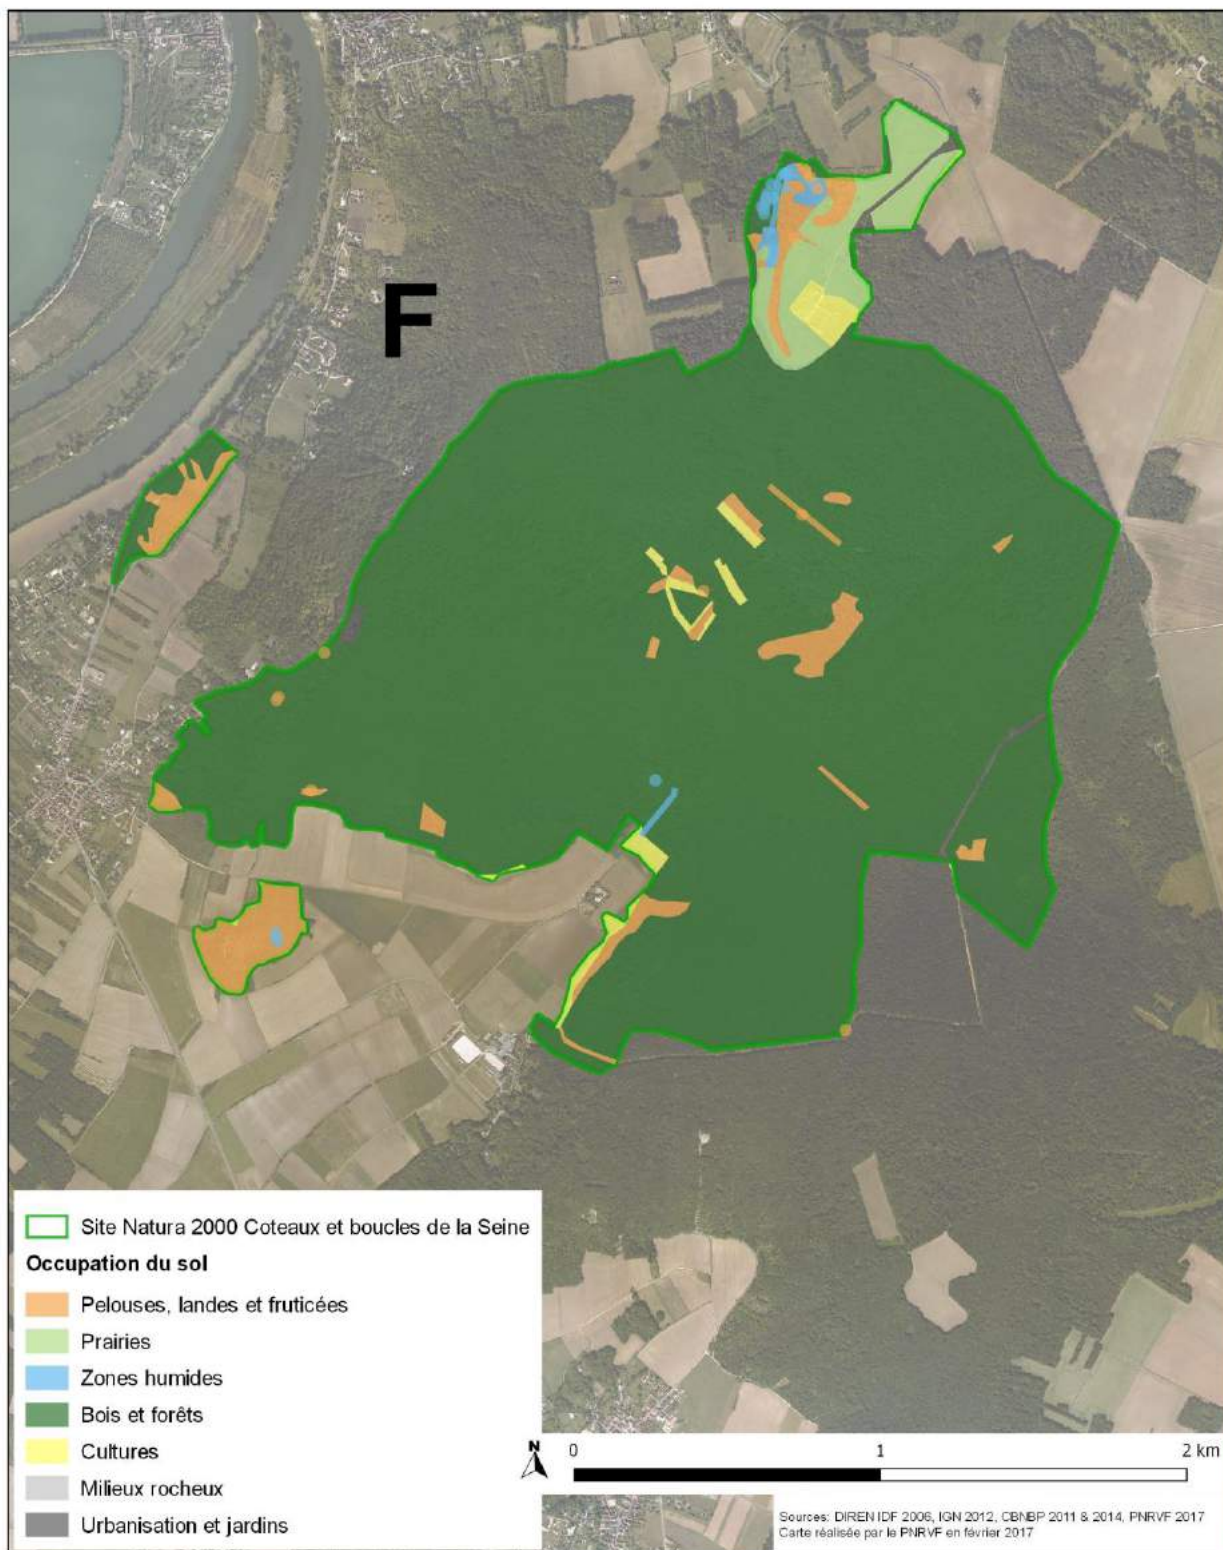 F
Site Natura 2000 Coteaux et boucles de la Seine
Occupation du sol
Pelouses, landes et fruticées
Prairies
Zones humides
Bois et forêts
Cultures
Milieux rocheux
Urbanisation et jardins
N
0 1 2 km
Sources: DIREN IDF 2006, IGN 2012, CBNBP 2011 & 2014, PNRVF 2017
Carte réalisée par le PNRVF en février 2017